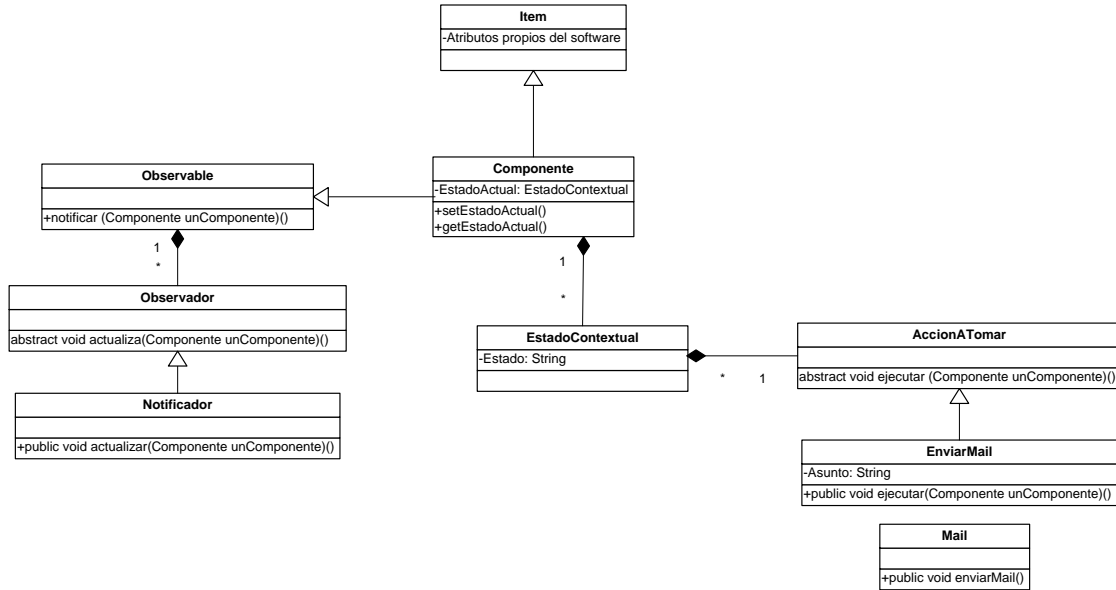 Item
-Atributos propios del software
Componente
-EstadoActual: EstadoContextual
+setEstadoActual()
+getEstadoActual()
Observable
+notificar (Componente unComponente)()
1
*
Observador
abstract void actualiza(Componente unComponente)()
Notificador
+public void actualizar(Componente unComponente)()
1
*
EstadoContextual
-Estado: String
* 1
AccionATomar
abstract void ejecutar (Componente unComponente)()
EnviarMail
-Asunto: String
+public void ejecutar(Componente unComponente)()
Mail
+public void enviarMail()